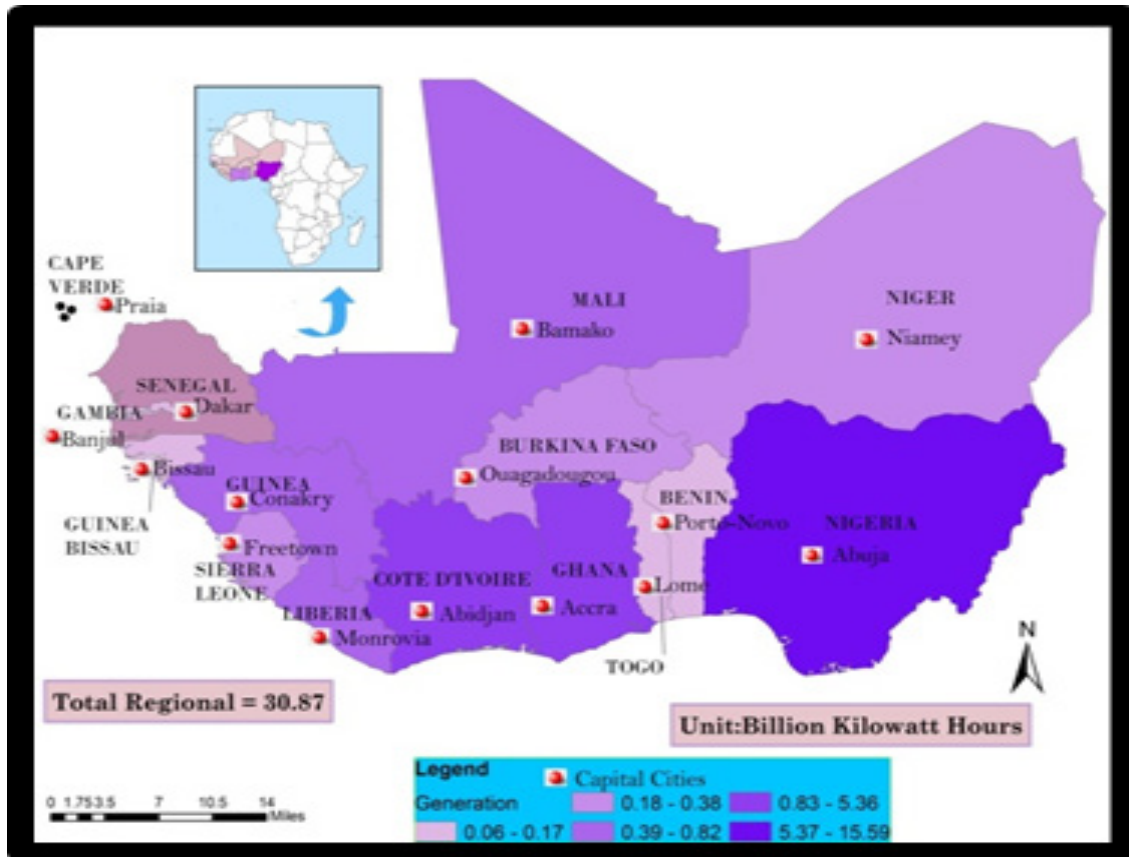 CAPE
VERDE
Praia
MALI
Bamako
NIGER
Niamey
SENEGAL
Dakar
GAMBIA
Banjul
Bissau
GUINEA
BISSAU
GUINEA
Conakry
BURKINA FASO
Ouagadougou
BENIN
Porto-Novo
NIGERIA
Abuja
Freetown
SIERRA
LEONE
COTE D'IVOIRE
Abidjan
GHANA
Accra
Lome
LIBERIA
Monrovia
TOGO
N
Total Regional = 30.87
Unit:Billion Kilowatt Hours
Legend
Capital Cities
Generation
0.18 - 0.38
0.83 - 5.36
0.06 - 0.17
0.39 - 0.82
5.37 - 15.59
0 1.75 3.5 7 10.5 14
Miles